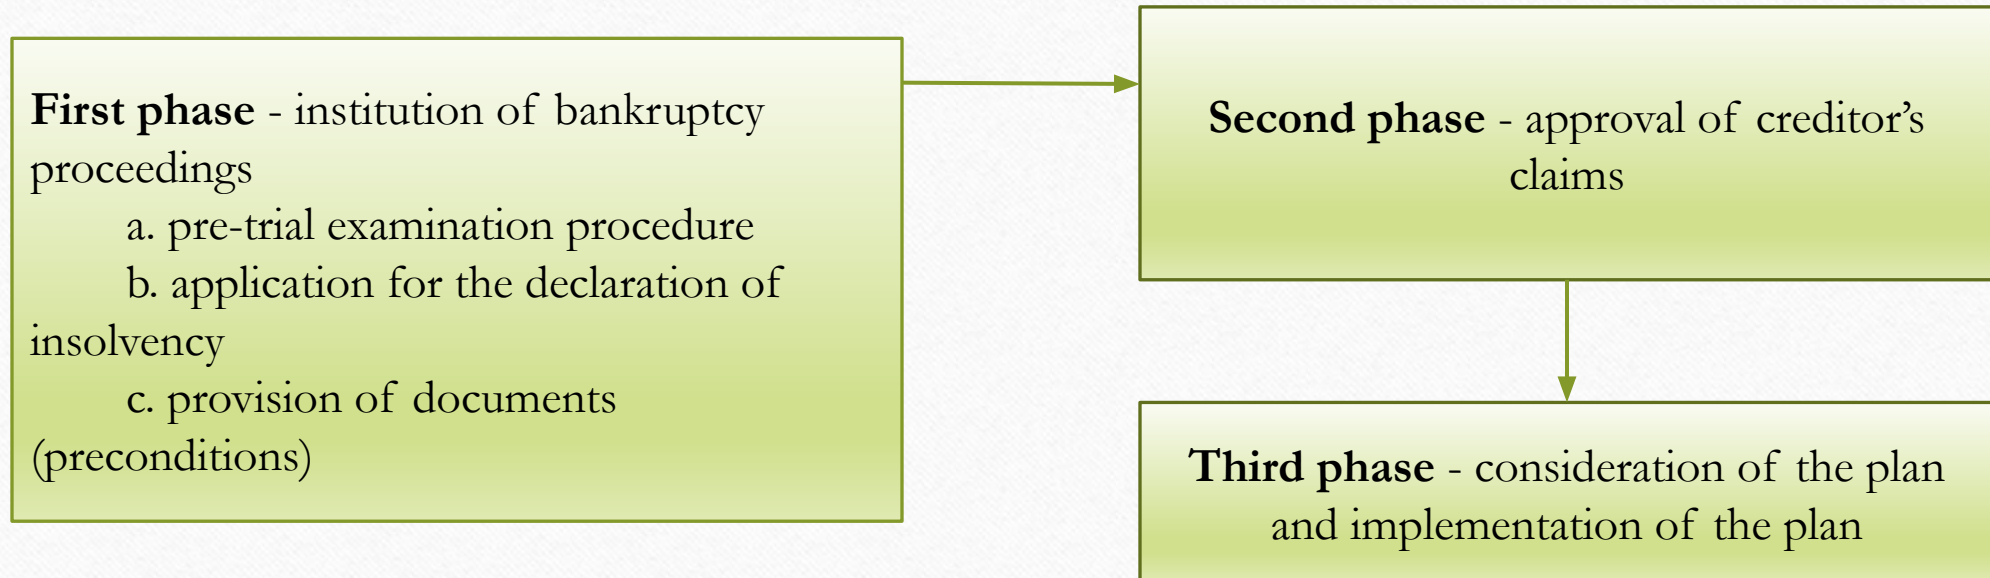 First phase - institution of bankruptcy
proceedings
a. pre-trial examination procedure
b. application for the declaration of
insolvency
c. provision of documents
(preconditions)
Second phase - approval of creditor’s
claims
Third phase - consideration of the plan
and implementation of the plan